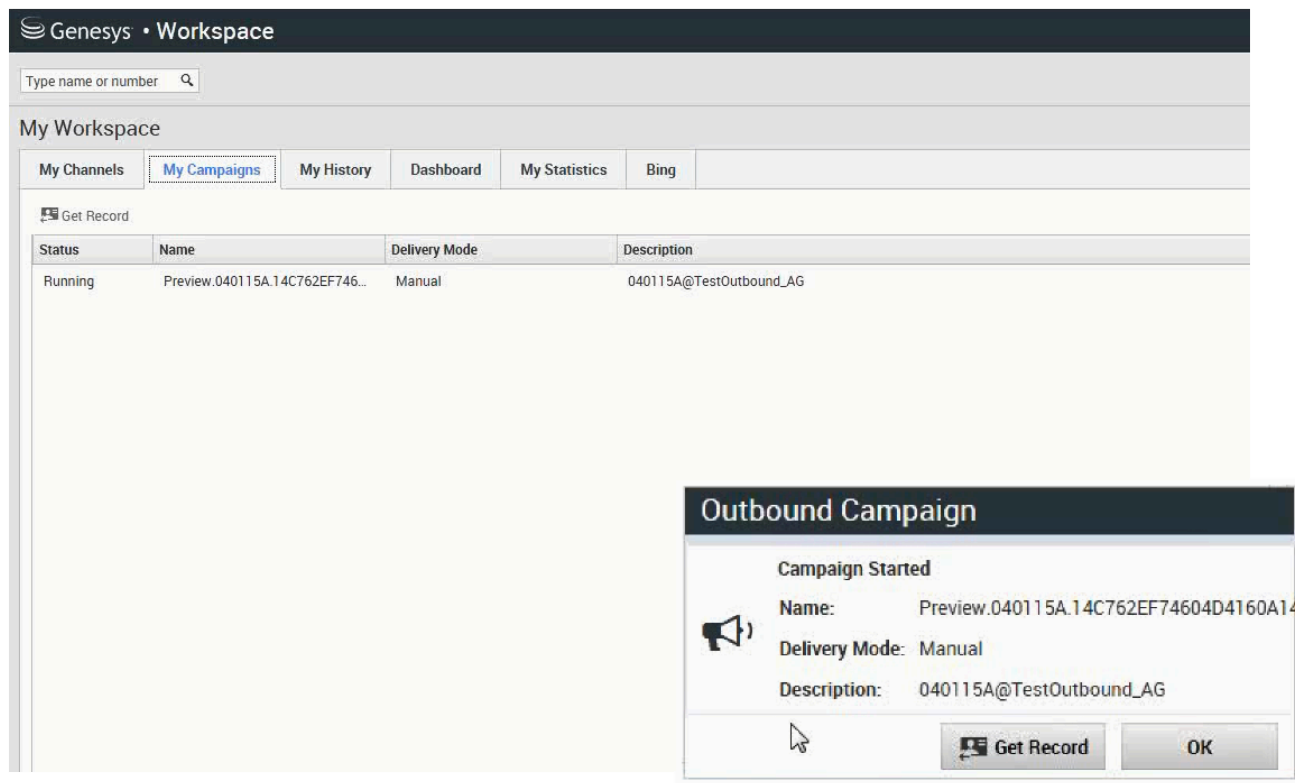 Genesys • Workspace
Type name or number
My Workspace
My Channels My Campaigns My History Dashboard My Statistics Bing
Get Record
Status Name Delivery Mode Description
Running Preview.040115A.14C762EF746... Manual 040115A@TestOutbound_AG
Outbound Campaign
Campaign Started
Name: Preview.040115A.14C762EF74604D4160A14
Delivery Mode: Manual
Description: 040115A@TestOutbound_AG
Get Record OK